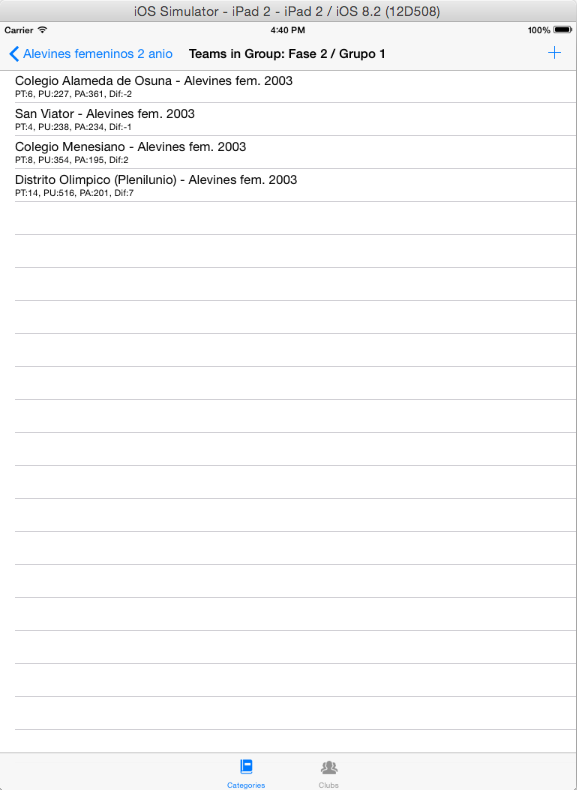 iOS Simulator - iPad 2 - iPad 2 / iOS 8.2 (12D508)
Carrier 4:40 PM 100%
Alevines femeninos 2 anio Teams in Group: Fase 2 / Grupo 1 +
Colegio Alameda de Osuna - Alevines fem. 2003
PT:6, PU:227, PA:361, Dif:-2
San Viator - Alevines fem. 2003
PT:4, PU:238, PA:234, Dif:-1
Colegio Menesiano - Alevines fem. 2003
PT:8, PU:354, PA:195, Dif:2
Distrito Olimpico (Plenilunio) - Alevines fem. 2003
PT:14, PU:516, PA:201, Dif:7
Categories Clubs